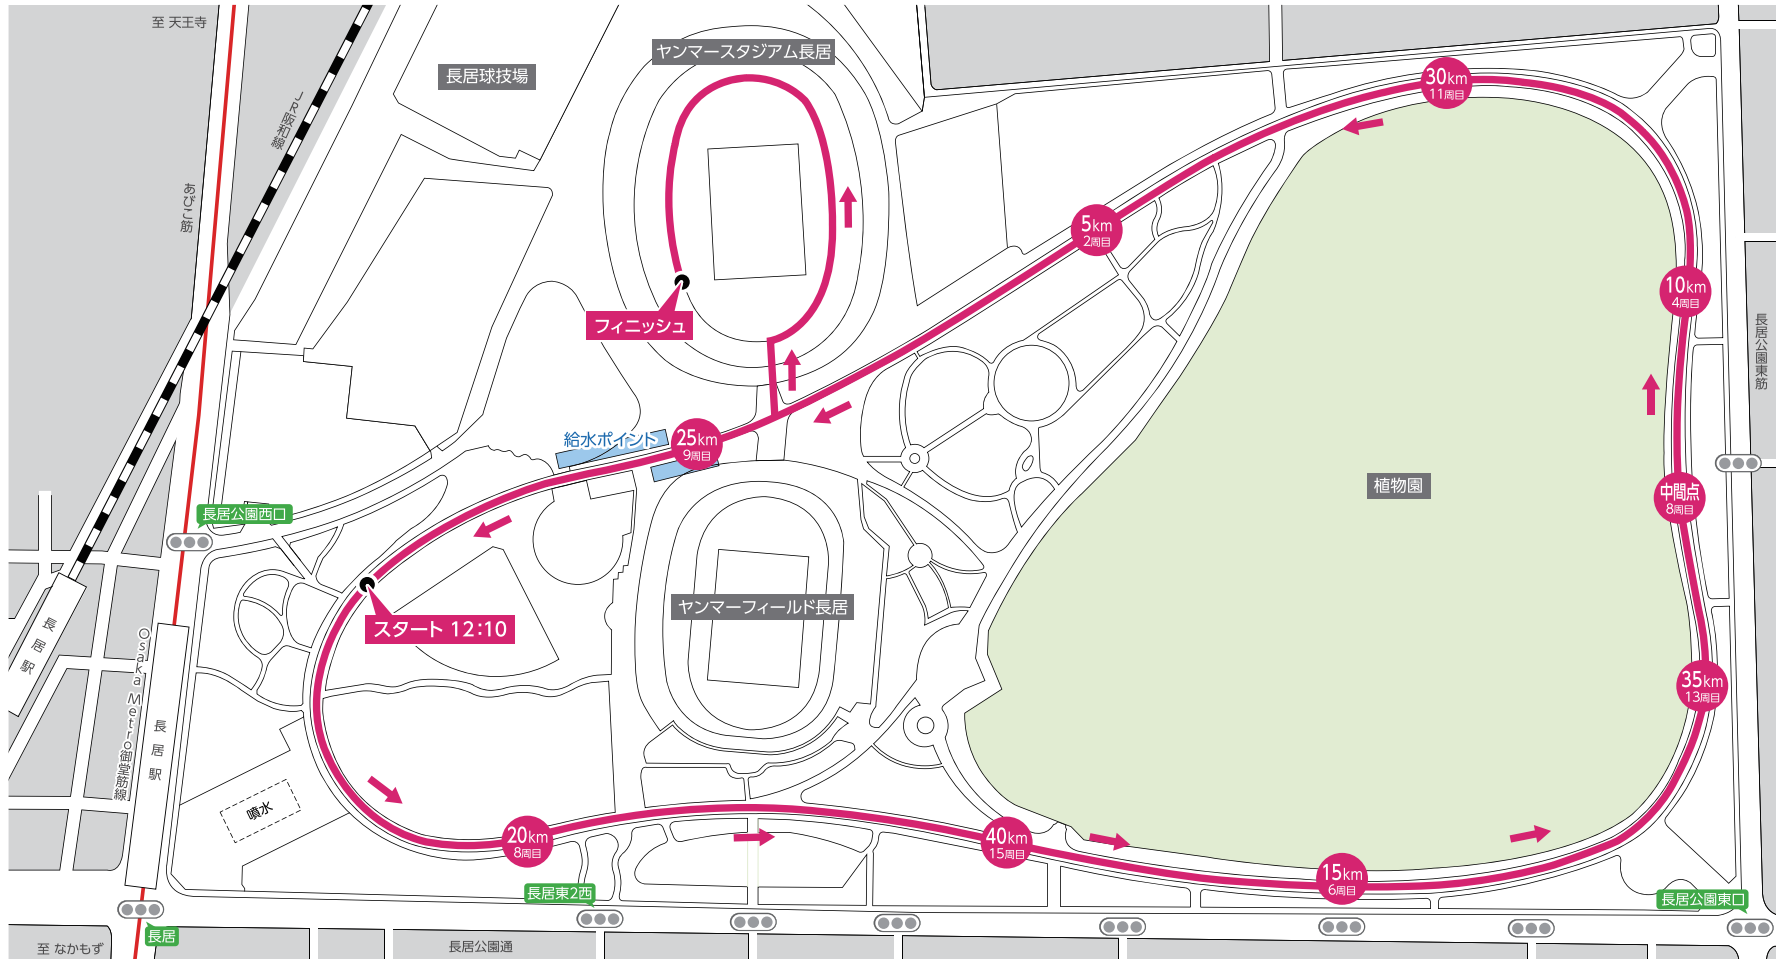 至 天王寺
長居球技場
ヤンマースタジアム長居
JR阪和線
あびこ筋
30km
11周目
5km
2周目
10km
4周目
フィニッシュ
長居公園東筋
給水ポイント
25km
9周目
植物園
中間点
8周目
長居公園西口
ヤンマーフィールド長居
スタート 12:10
長居駅
Osaka Metro御堂筋線
長居駅
35km
13周目
噴水
20km
8周目
40km
15周目
15km
6周目
長居東2西
長居公園東口
長居
至 なかもず
長居公園通